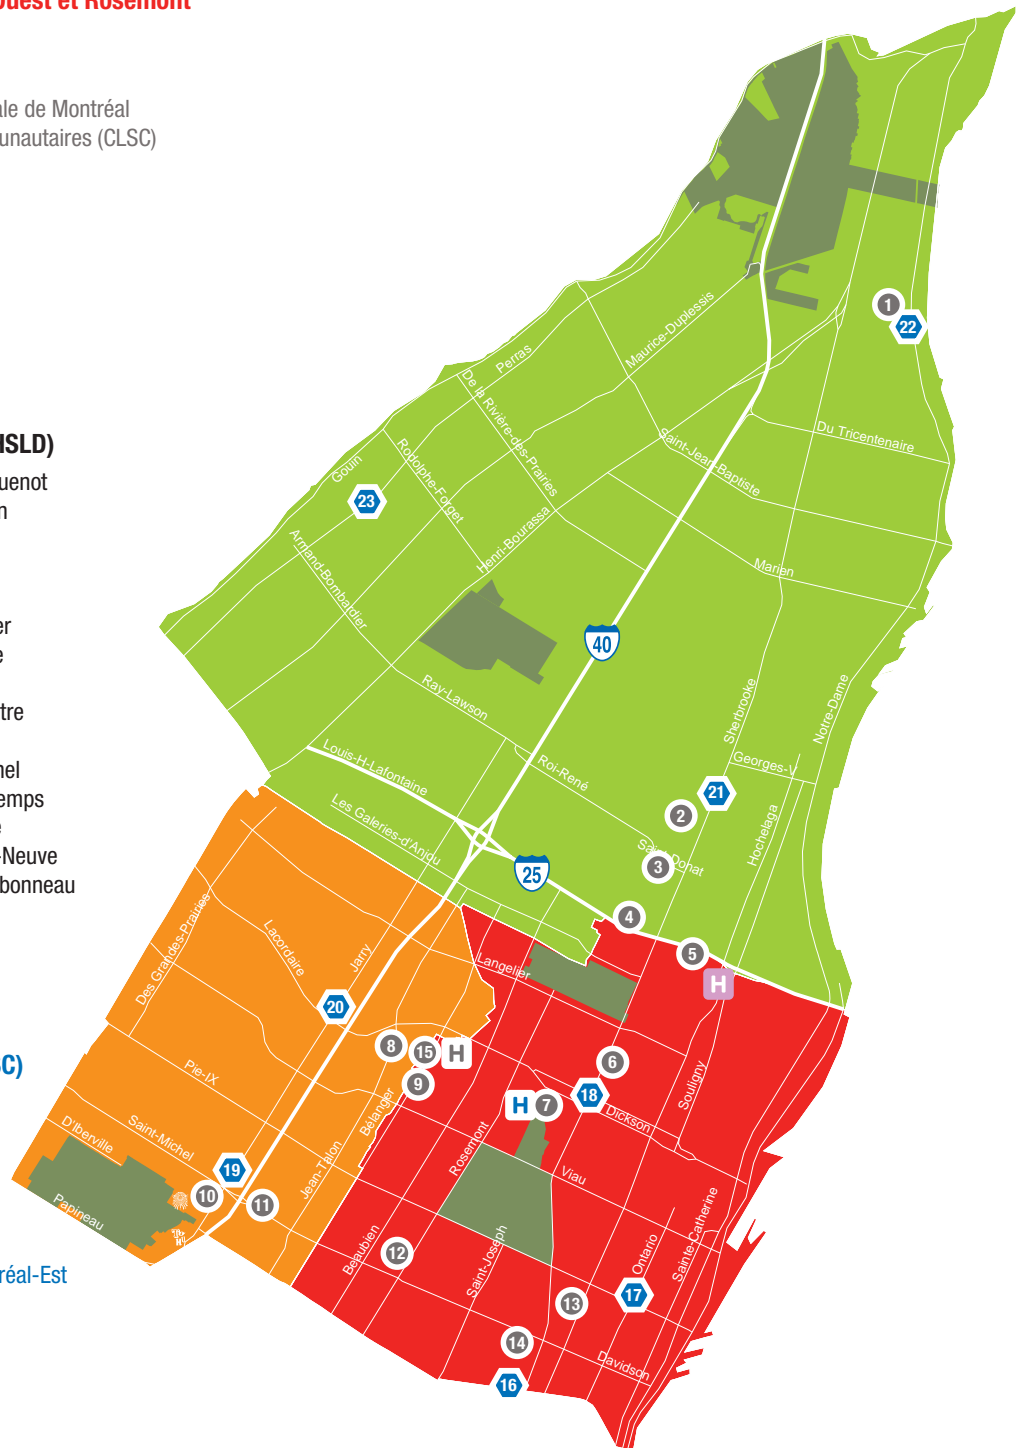 Ouest et Rosemont
ale de Montréal
unautaires (CLSC)
HSLD)
uenot
n
er
e
tre
nel
emps
e
-Neuve
bonneau
SC)
réal-Est
1
22
Maurice-Duplessis
Perras
De la Rivière-des-Prairies
Du Tricentenaire
Saint-Jean-Baptiste
Gouin
Rodolphe-Forget
23
Henri-Bourassa
Armand-Bombardier
Marien
40
Ray-Lawson
Sherbrooke
Notre-Dame
Louis-H-Lafontaine
Roi-René
Georges-V
21
2
Les Galeries-d'Anjou
Hochelaga
Saint-Donat
3
25
4
5
H
Des Grandes-Prairies
Lacordaire
Jarry
Langelier
20
8
15
H
9
6
Souligny
18
H
7
Dickson
Pie-IX
Bélanger
Rosemont
D'Iberville
Saint-Michel
Jean-Talon
Viau
19
10
11
Papineau
Beaubien
12
Saint-Joseph
Ontario
Sainte-Catherine
17
13
14
Davidson
16